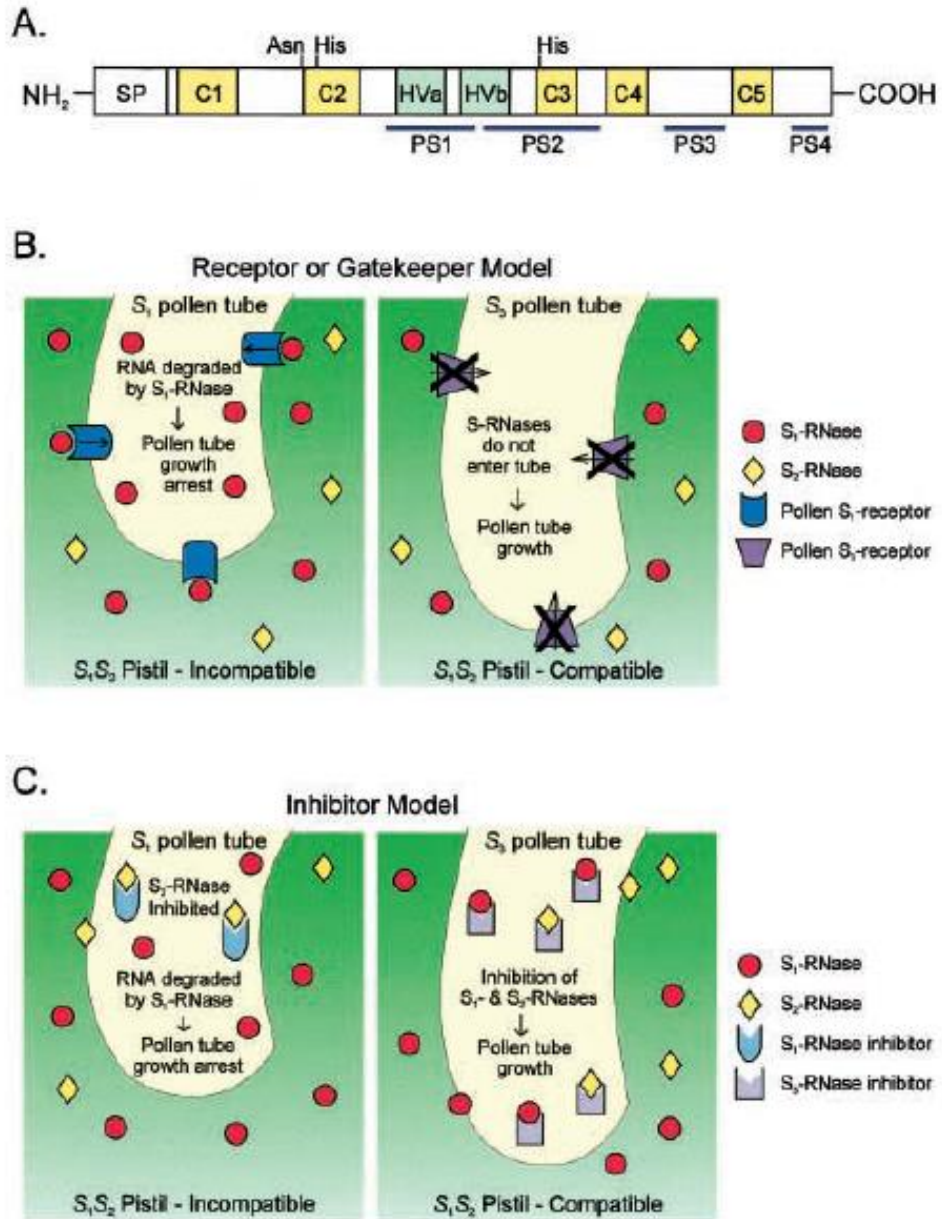 A.
Asn His His
NH₂ SP C1 C2 HVa HVb C3 C4 C5 COOH
PS1 PS2 PS3 PS4
B.
Receptor or Gatekeeper Model
S₁ pollen tube
RNA degraded
by S₁-RNase
Pollen tube
growth
arrest
S₁S₂ Pistil - Incompatible
S₃ pollen tube
S-RNases
do not
enter tube
Pollen tube
growth
S₁S₂ Pistil - Compatible
S₁-RNase
S₂-RNase
Pollen S₁-receptor
Pollen S₃-receptor
C.
Inhibitor Model
S₁ pollen tube
S₂-RNase
Inhibited
RNA degraded
by S₁-RNase
Pollen tube
growth arrest
S₁S₂ Pistil - Incompatible
S₃ pollen tube
Inhibition of
S₁- & S₂-RNases
Pollen tube
growth
S₁S₂ Pistil - Compatible
S₁-RNase
S₂-RNase
S₁-RNase inhibitor
S₃-RNase inhibitor